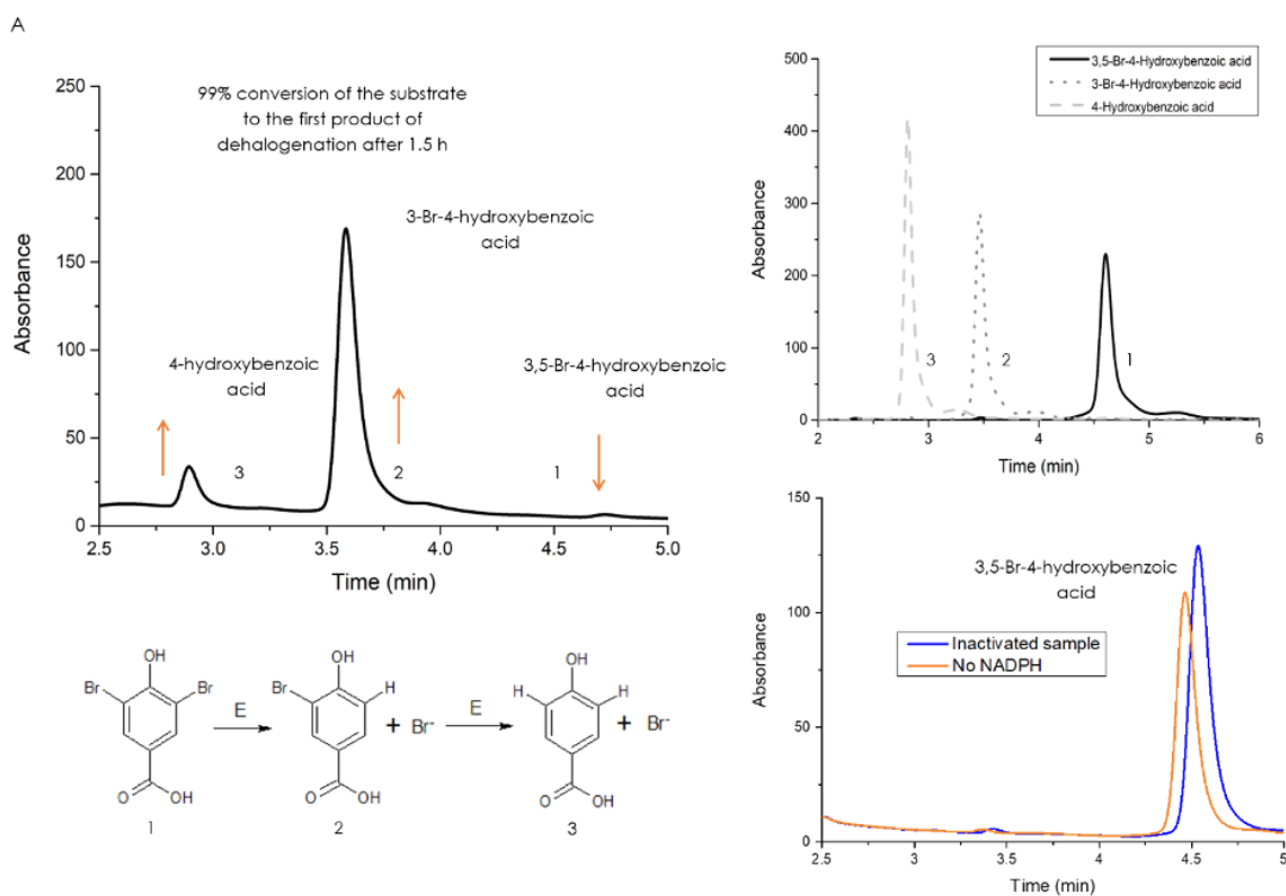 A
99% conversion of the substrate
to the first product of
dehalogenation after 1.5 h
3-Br-4-hydroxybenzoic
acid
4-hydroxybenzoic
acid
3,5-Br-4-hydroxybenzoic
acid
3
2
1
Absorbance
250
200
150
100
50
0
2.5
3.0
3.5
4.0
4.5
5.0
Time (min)
OH
Br
Br
O
OH
1
E
OH
Br
H
O
OH
2
+ Br-
E
OH
H
H
O
OH
3
+ Br-
3,5-Br-4-Hydroxybenzoic acid
3-Br-4-Hydroxybenzoic acid
4-Hydroxybenzoic acid
Absorbance
500
400
300
200
100
0
3
2
1
2
3
4
5
6
Time (min)
3,5-Br-4-hydroxybenzoic
acid
Inactivated sample
No NADPH
Absorbance
150
100
50
0
2.5
3
3.5
4
4.5
5
Time (min)